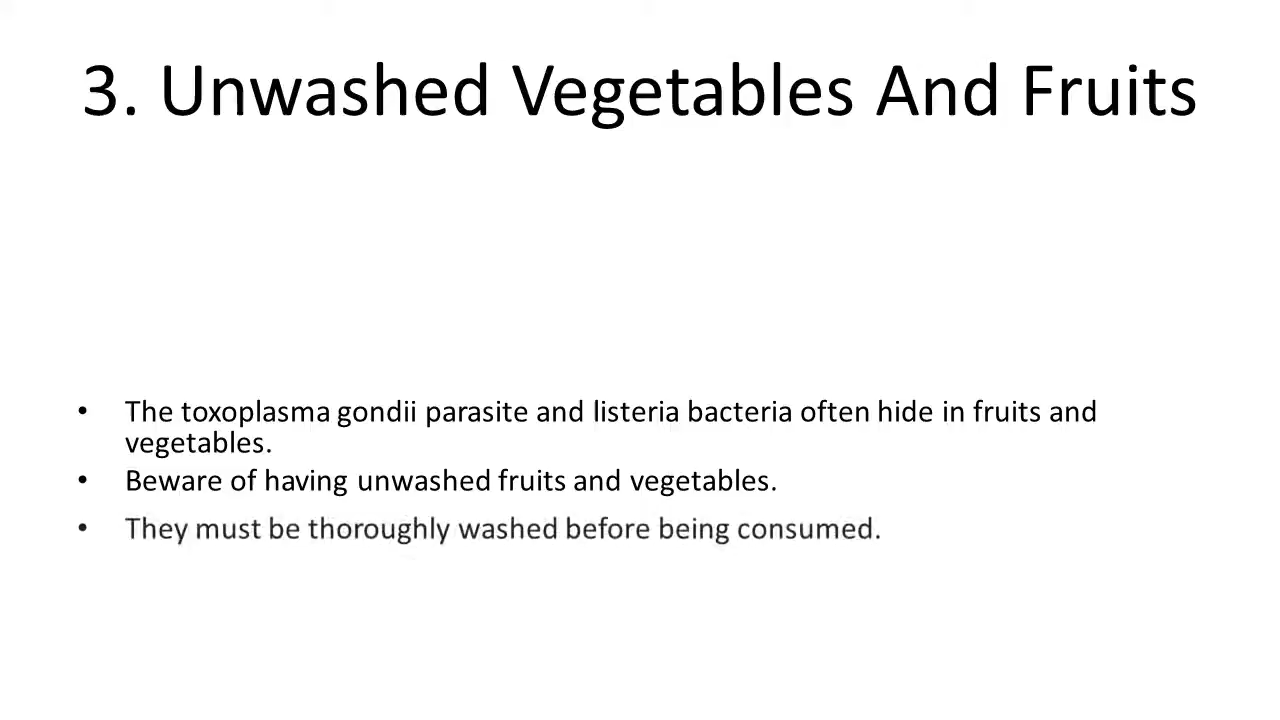 3. Unwashed Vegetables And Fruits
• The toxoplasma gondii parasite and listeria bacteria often hide in fruits and
vegetables.
• Beware of having unwashed fruits and vegetables.
• They must be thoroughly washed before being consumed.